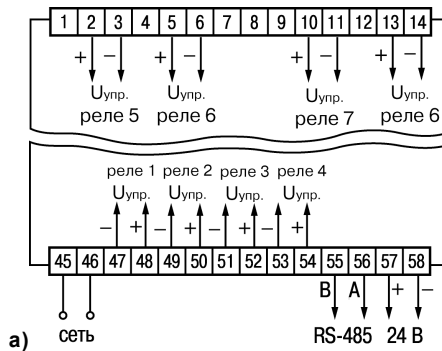 1 2 3 4 5 6 7 8 9 10 11 12 13 14
+ − + − + − + −
Uупр. Uупр. Uупр. Uупр.
реле 5 реле 6 реле 7 реле 6
реле 1 реле 2 реле 3 реле 4
Uупр. Uупр. Uупр. Uупр.
− + − + − + − +
45 46 47 48 49 50 51 52 53 54 55 56 57 58
B A + −
а) сеть RS-485 24 В